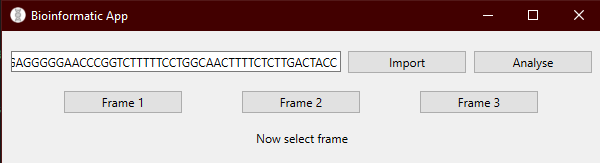 Bioinformatic App
GAGGGGGAACCCGGTCTTTTTCCTGGCAACTTTTCTCTTGACTACC Import Analyse
Frame 1 Frame 2 Frame 3
Now select frame